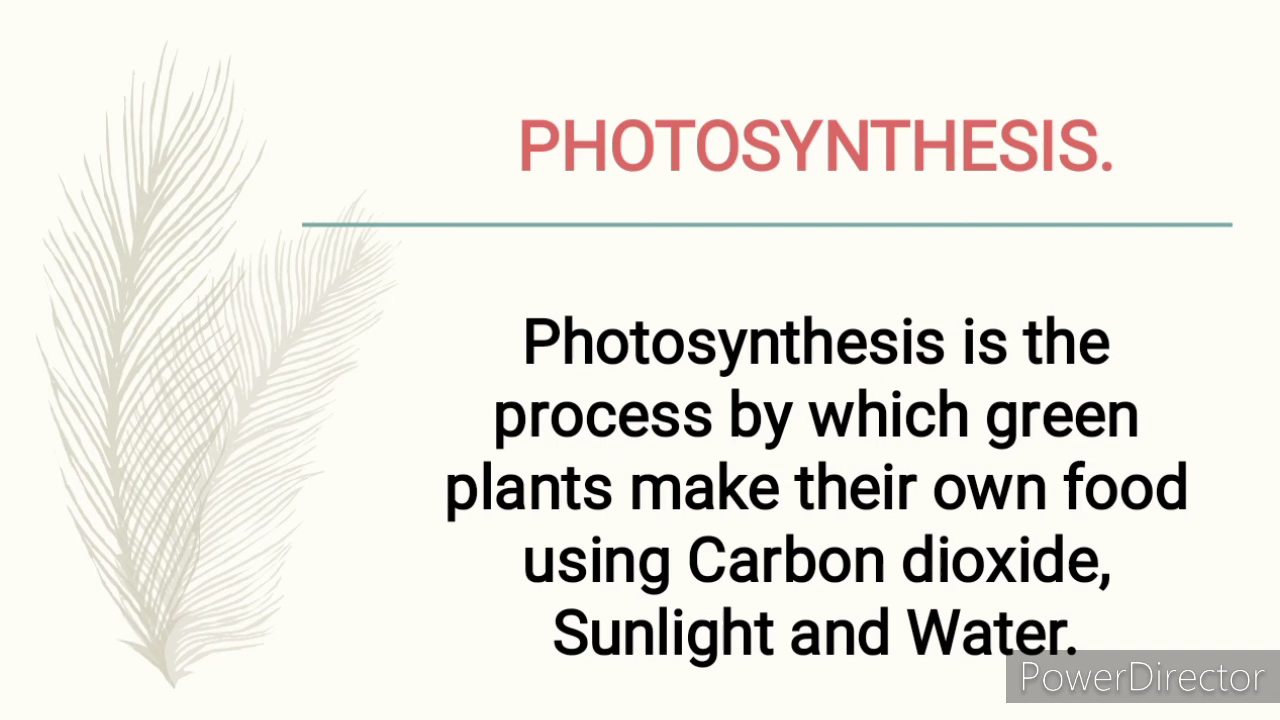 PHOTOSYNTHESIS.
Photosynthesis is the
process by which green
plants make their own food
using Carbon dioxide,
Sunlight and Water.
PowerDirector